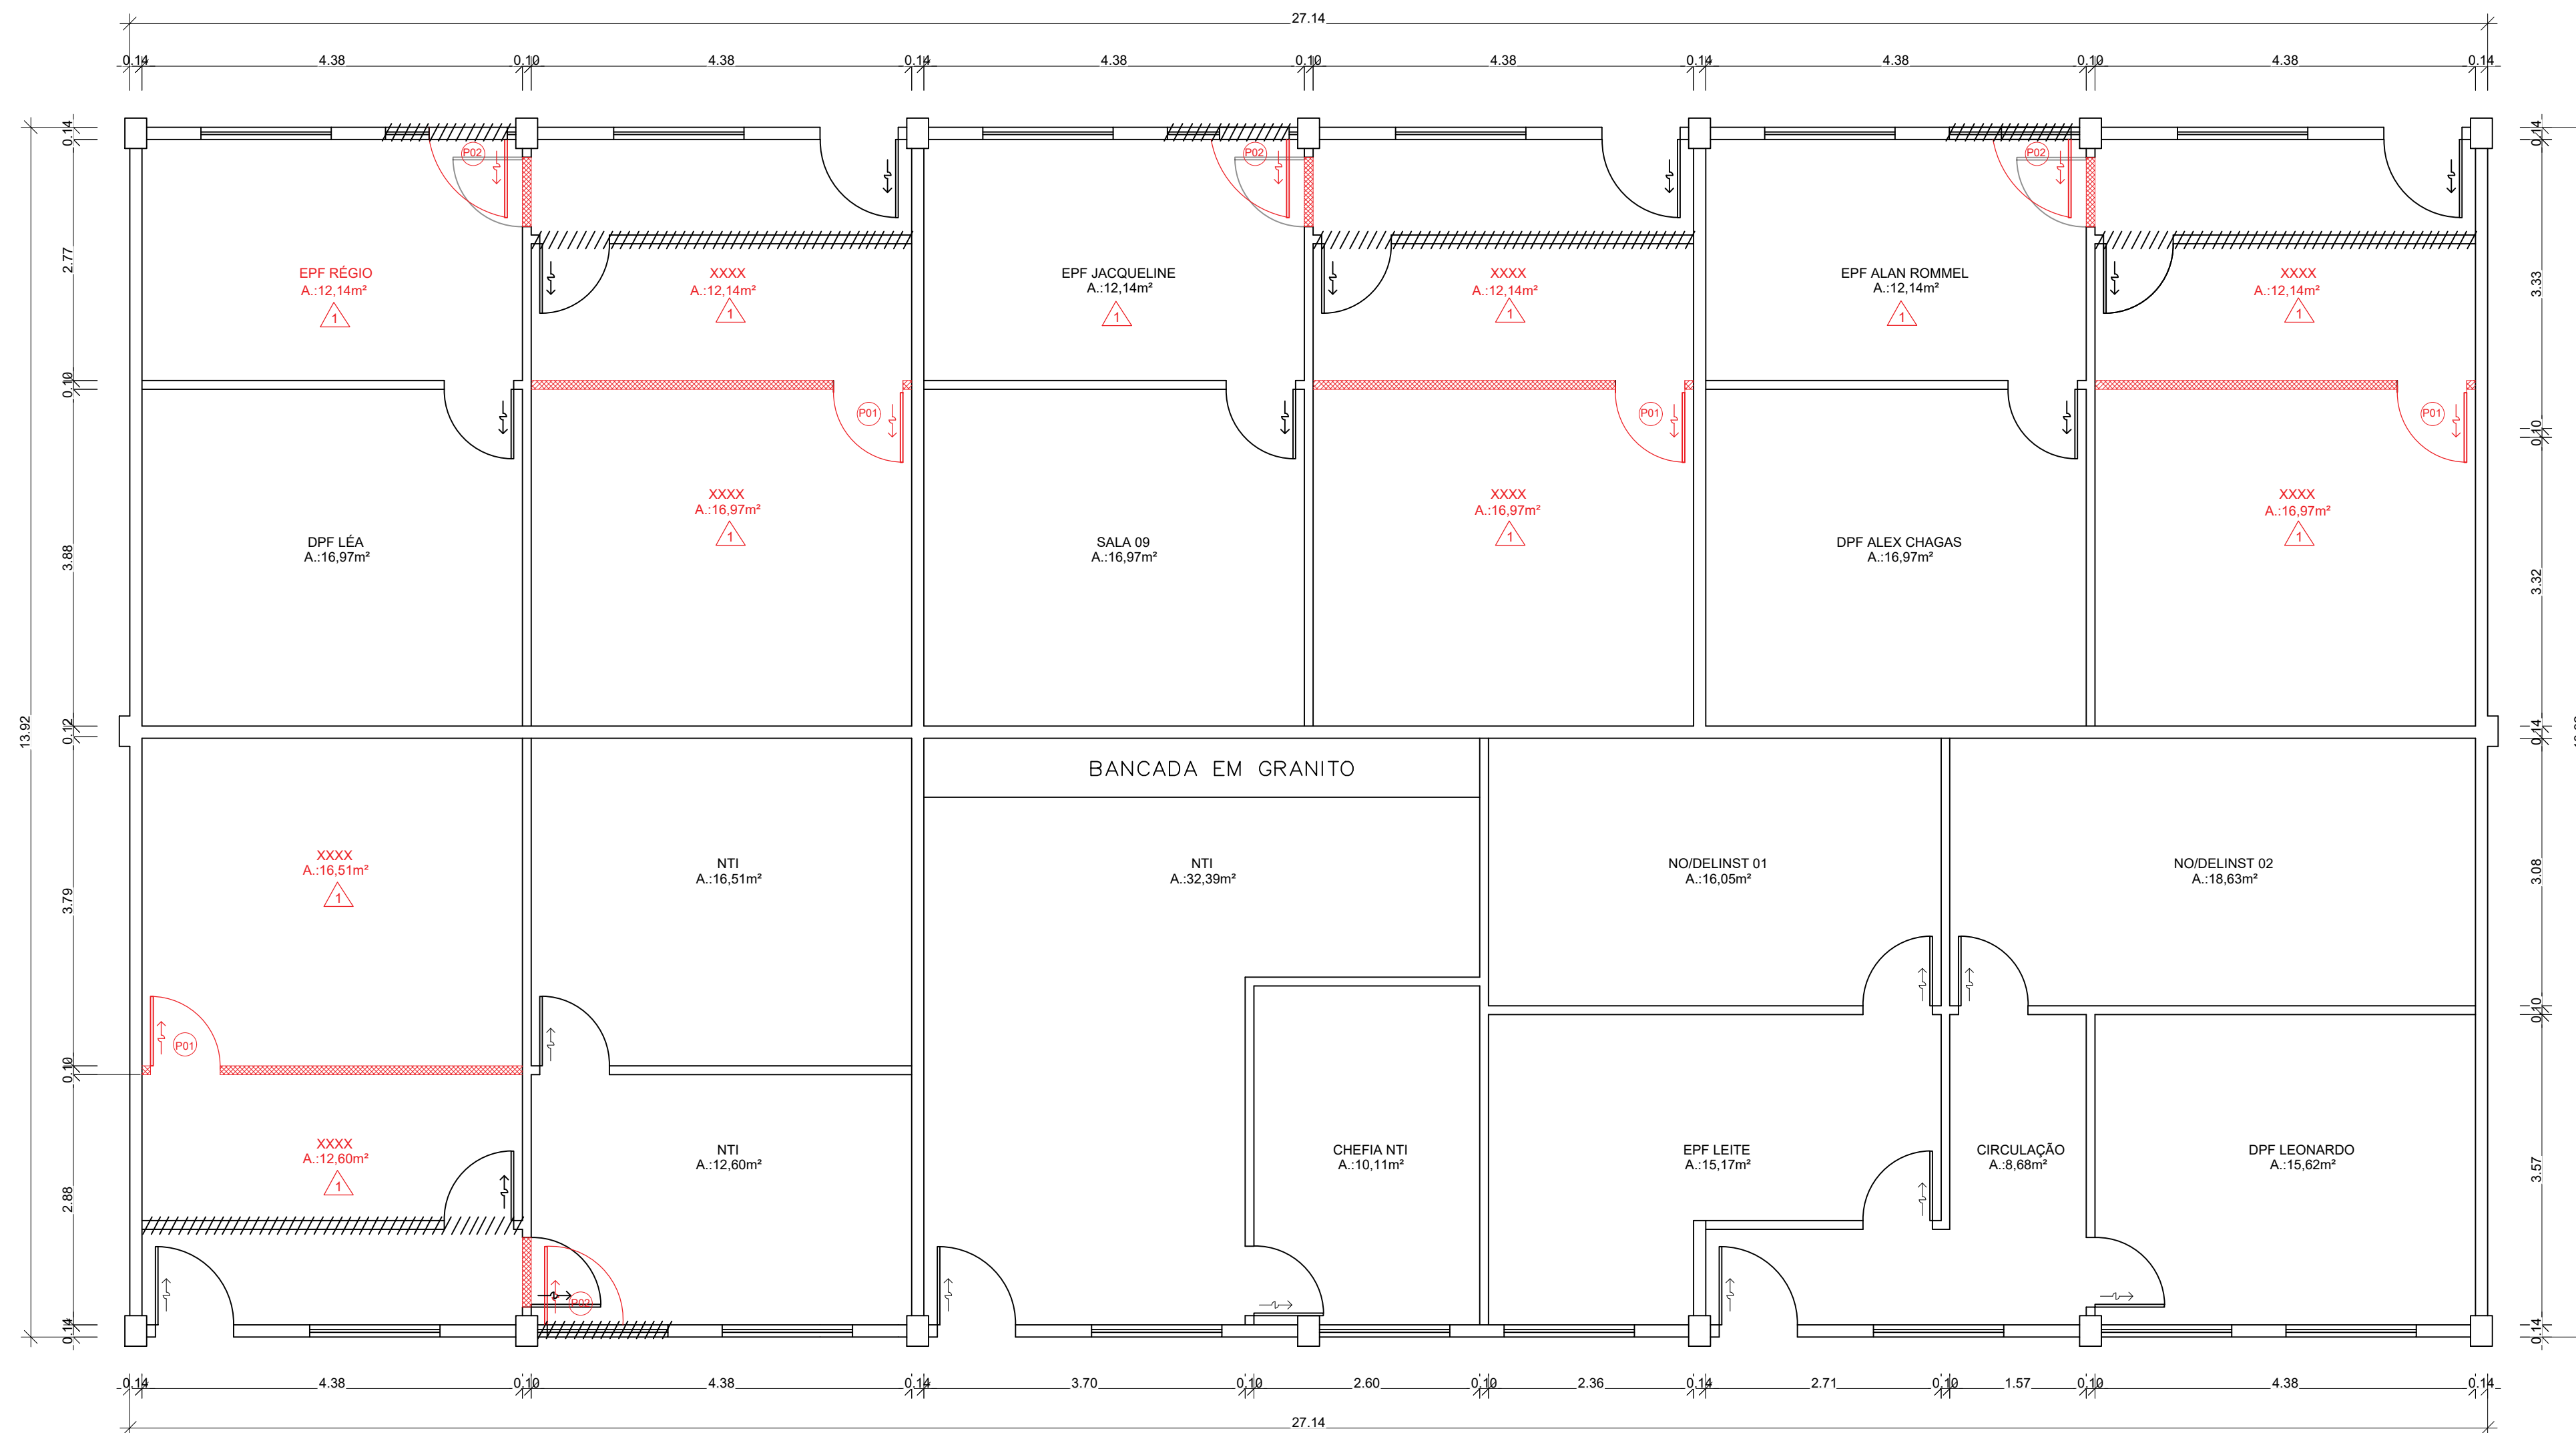 27.14
0.14 4.38 0.10 4.38 0.14 4.38 0.10 4.38 0.14 4.38 0.10 4.38 0.14
0.14 0.14
P02 P02 P02
2.77
EPF RÉGIO XXXX EPF JACQUELINE XXXX EPF ALAN ROMMEL XXXX
A.:12,14m² A.:12,14m² A.:12,14m² A.:12,14m² A.:12,14m² A.:12,14m²
1 1 1 1 1 1
3.33
0.10
P01 P01 P01
0.10
XXXX XXXX XXXX
A.:16,97m² A.:16,97m² A.:16,97m²
1 1 1
DPF LÉA SALA 09 DPF ALEX CHAGAS
A.:16,97m² A.:16,97m² A.:16,97m²
3.88 3.32
13.92
0.12 0.14
BANCADA EM GRANITO
XXXX NTI NTI NO/DELINST 01 NO/DELINST 02
A.:16,51m² A.:16,51m² A.:32,39m² A.:16,05m² A.:18,63m²
1
3.79 3.08
0.10
P01
0.10
XXXX NTI CHEFIA NTI EPF LEITE CIRCULAÇÃO DPF LEONARDO
A.:12,60m² A.:12,60m² A.:10,11m² A.:15,17m² A.:8,68m² A.:15,62m²
1
2.88 3.57
0.14 0.14
0.14 4.38 0.10 4.38 0.14 3.70 0.10 2.60 0.10 2.36 0.14 2.71 0.10 1.57 0.10 4.38 0.14
27.14